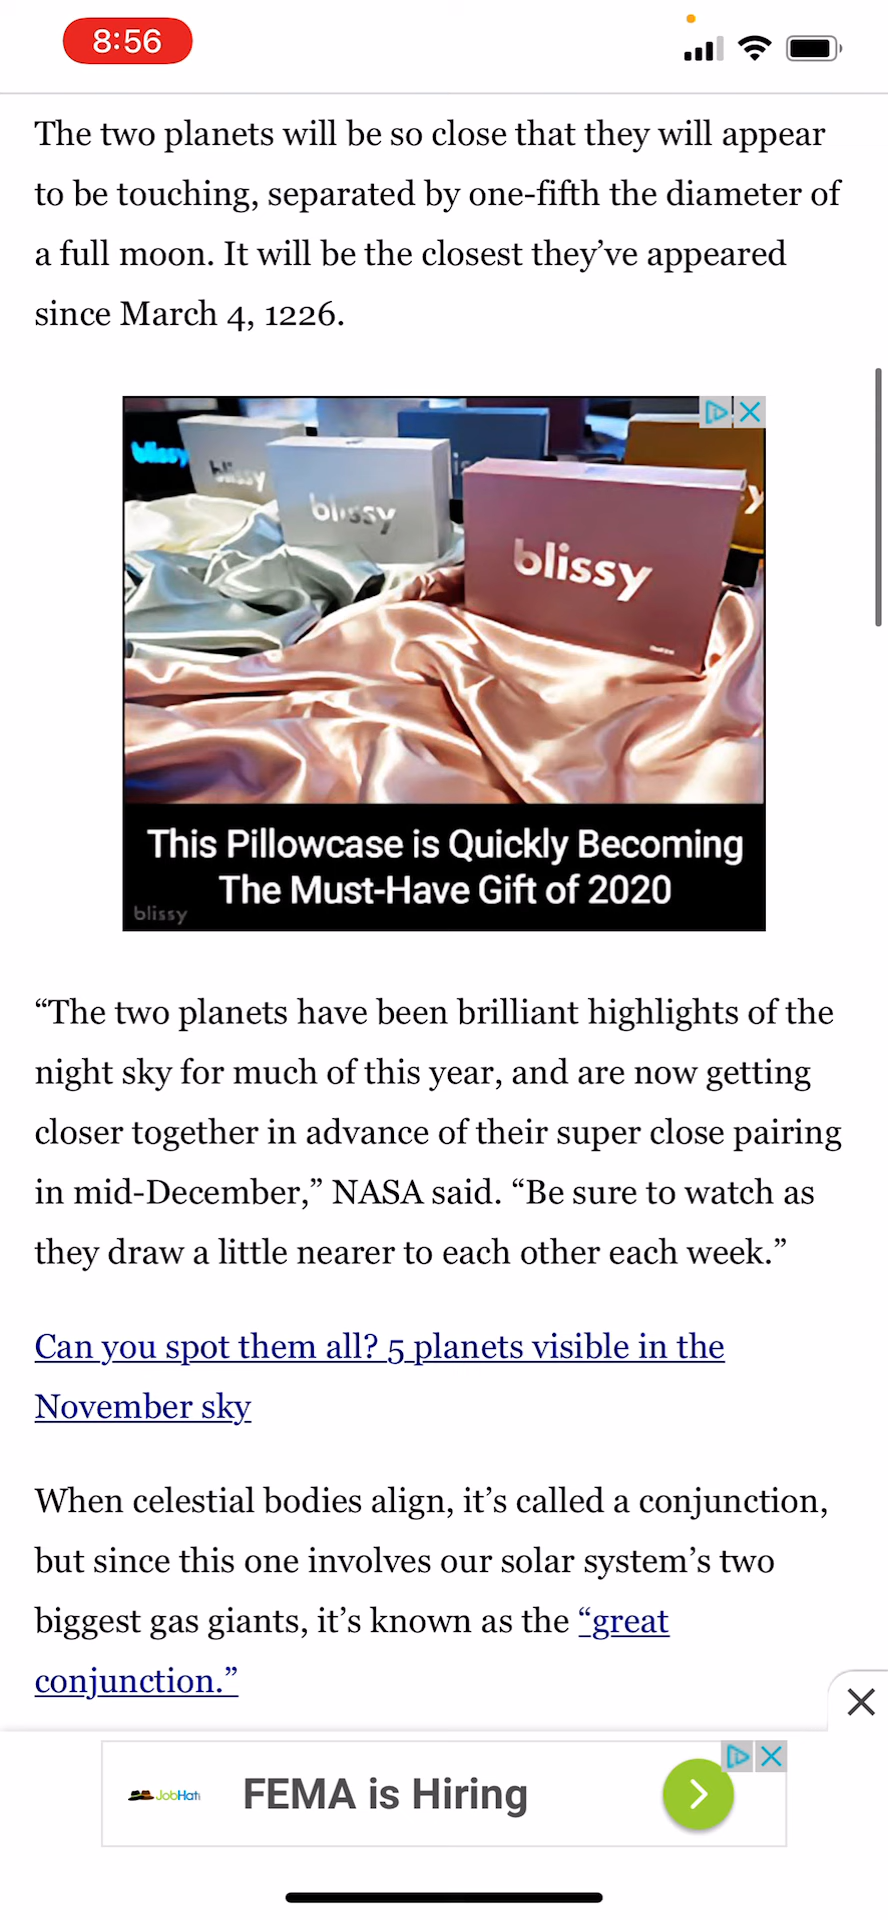 8:56
The two planets will be so close that they will appear
to be touching, separated by one-fifth the diameter of
a full moon. It will be the closest they’ve appeared
since March 4, 1226.
blissy
blissy
blissy
blissy
This Pillowcase is Quickly Becoming
The Must-Have Gift of 2020
blissy
“The two planets have been brilliant highlights of the
night sky for much of this year, and are now getting
closer together in advance of their super close pairing
in mid-December,” NASA said. “Be sure to watch as
they draw a little nearer to each other each week.”
Can you spot them all? 5 planets visible in the
November sky
When celestial bodies align, it’s called a conjunction,
but since this one involves our solar system’s two
biggest gas giants, it’s known as the “great
conjunction.”
JobHat
FEMA is Hiring